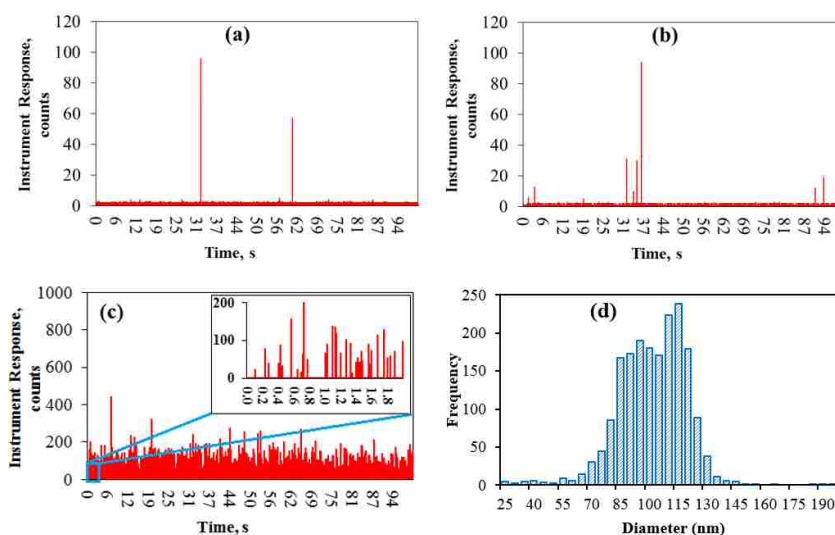 (a)
Instrument Response,
counts
120
100
80
60
40
20
0
0 6 12 22 31 37 44 50 56 62 69 75 81 87 94
Time, s
(b)
Instrument Response,
counts
120
100
80
60
40
20
0
0 6 12 22 31 37 44 50 56 62 69 75 81 87 94
Time, s
(c)
Instrument Response,
counts
1000
800
600
400
200
0
0 6 12 22 31 37 44 50 56 62 69 75 81 87 94
Time, s
200
100
0
0.0 0.2 0.4 0.6 0.8 1.0 1.2 1.4 1.6 1.8
(d)
Frequency
250
200
150
100
50
0
25 40 55 70 85 100 115 130 145 160 175 190
Diameter (nm)